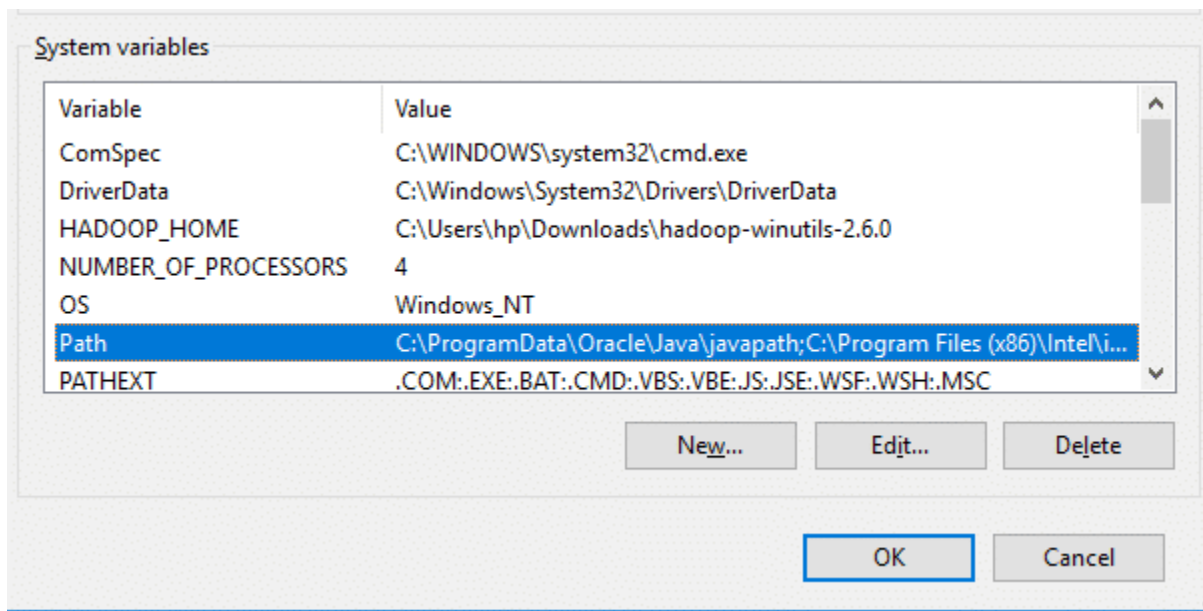 System variables
Variable Value
ComSpec C:\WINDOWS\system32\cmd.exe
DriverData C:\Windows\System32\Drivers\DriverData
HADOOP_HOME C:\Users\hp\Downloads\hadoop-winutils-2.6.0
NUMBER_OF_PROCESSORS 4
OS Windows_NT
Path C:\ProgramData\Oracle\Java\javapath;C:\Program Files (x86)\Intel\i...
PATHEXT .COM;.EXE;.BAT;.CMD;.VBS;.VBE;.JS;.JSE;.WSF;.WSH;.MSC
New... Edit... Delete
OK Cancel